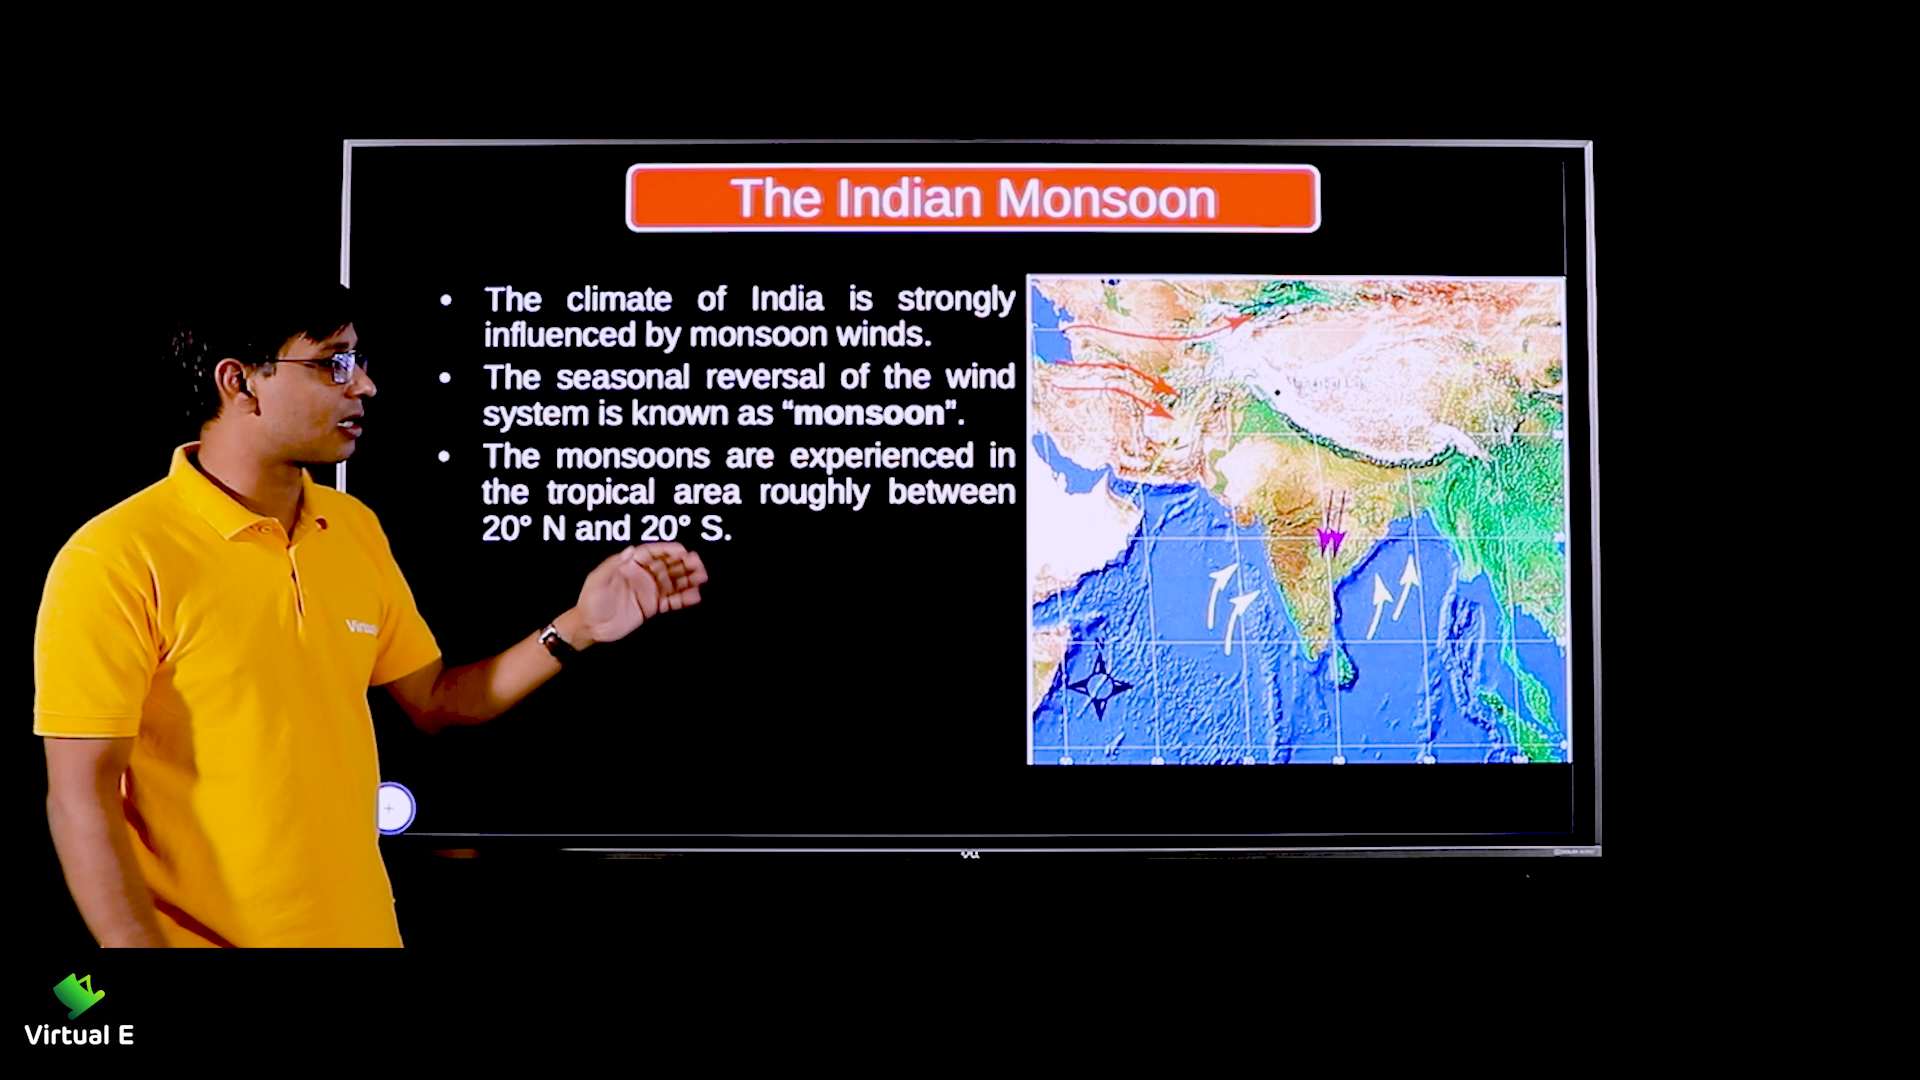 The Indian Monsoon
• The climate of India is strongly
influenced by monsoon winds.
• The seasonal reversal of the wind
system is known as “monsoon”.
• The monsoons are experienced in
the tropical area roughly between
20° N and 20° S.
Virtual E